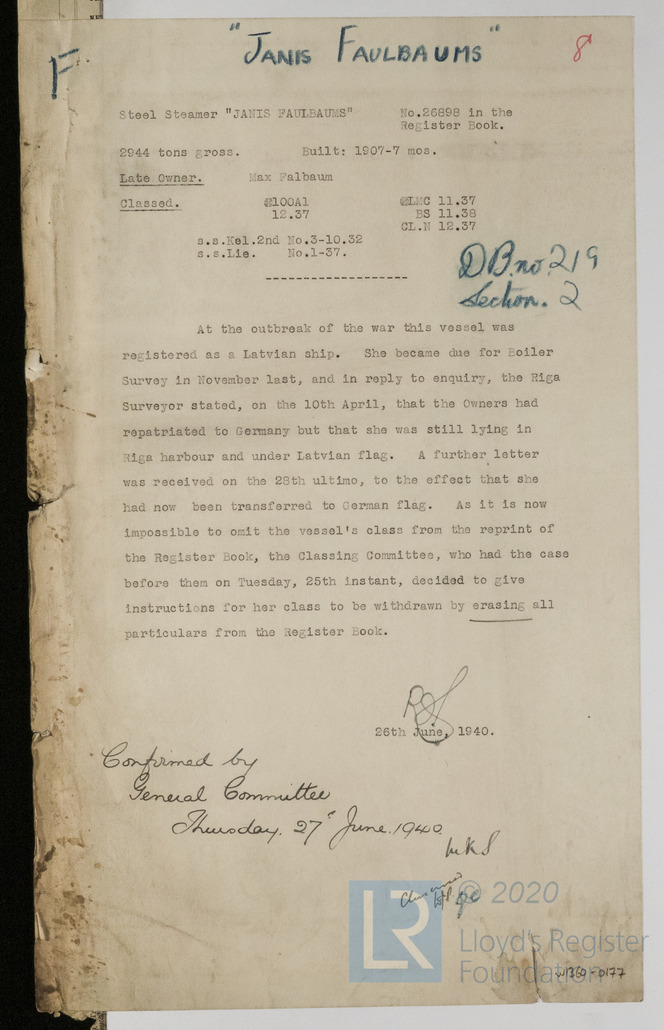 "JANIS FAULBAUMS"
8
F
Steel Steamer "JANIS FAULBAUMS" No.26898 in the
Register Book.
2944 tons gross. Built: 1907-7 mos.
Late Owner. Max Falbaum
Classed. 100A1 LMC 11.37
12.37 BS 11.38
CL.N 12.37
s.s.Kel.2nd No.3-10.32
s.s.Lie. No.1-37.
-------------------
D.B. no. 219
Section. 2
At the outbreak of the war this vessel was
registered as a Latvian ship. She became due for Boiler
Survey in November last, and in reply to enquiry, the Riga
Surveyor stated, on the 10th April, that the Owners had
repatriated to Germany but that she was still lying in
Riga harbour and under Latvian flag. A further letter
was received on the 28th ultimo, to the effect that she
had now been transferred to German flag. As it is now
impossible to omit the vessel's class from the reprint of
the Register Book, the Classing Committee, who had the case
before them on Tuesday, 25th instant, decided to give
instructions for her class to be withdrawn by erasing all
particulars from the Register Book.
26th June, 1940.
Confirmed by
General Committee
Thursday, 27th June. 1940.
LR © 2020
Lloyd's Register
Foundation
W1360-0177